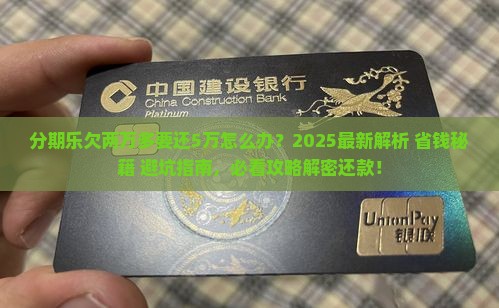 中国建设银行
China Construction Bank
Platinum
分期乐欠两万多要还5万怎么办？2025最新解析 省钱秘
籍 避坑指南，必看攻略解密还款！
UnionPay
银联